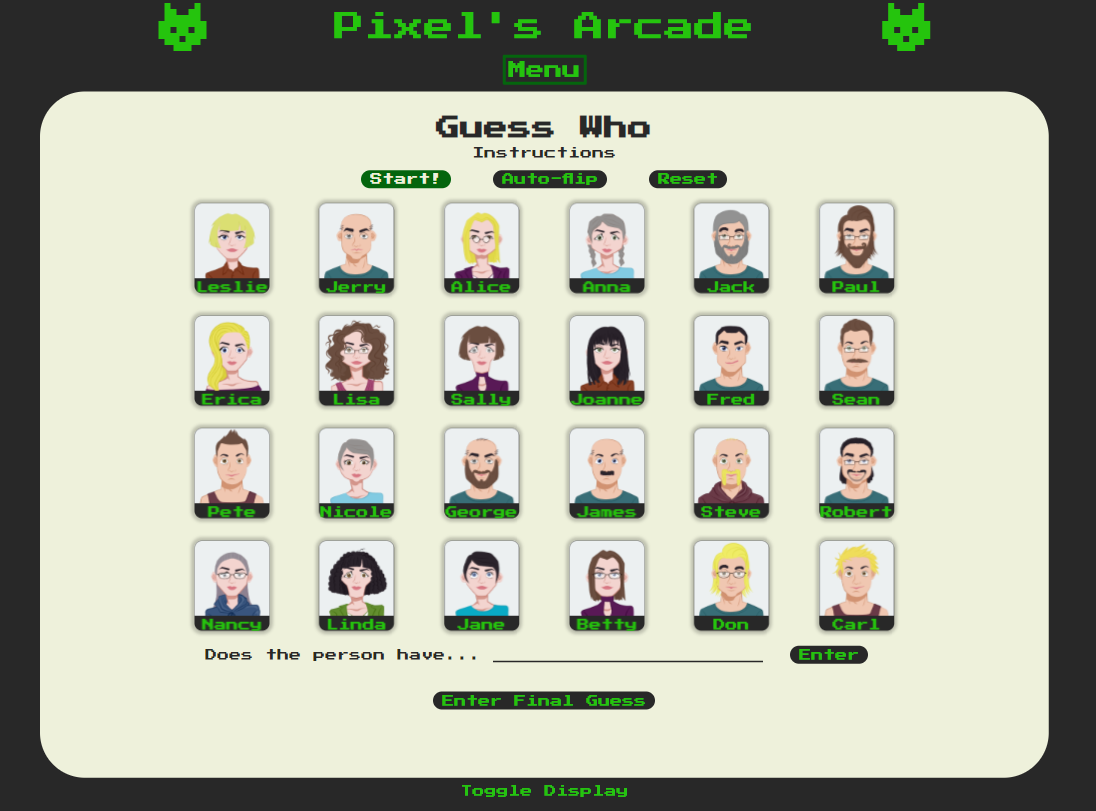 Pixel's Arcade
Menu
Guess Who
Instructions
Start! Auto-flip Reset
Leslie Jerry Alice Anna Jack Paul
Erica Lisa Sally Joanne Fred Sean
Pete Nicole George James Steve Robert
Nancy Linda Jane Betty Don Carl
Does the person have... Enter
Enter Final Guess
Toggle Display